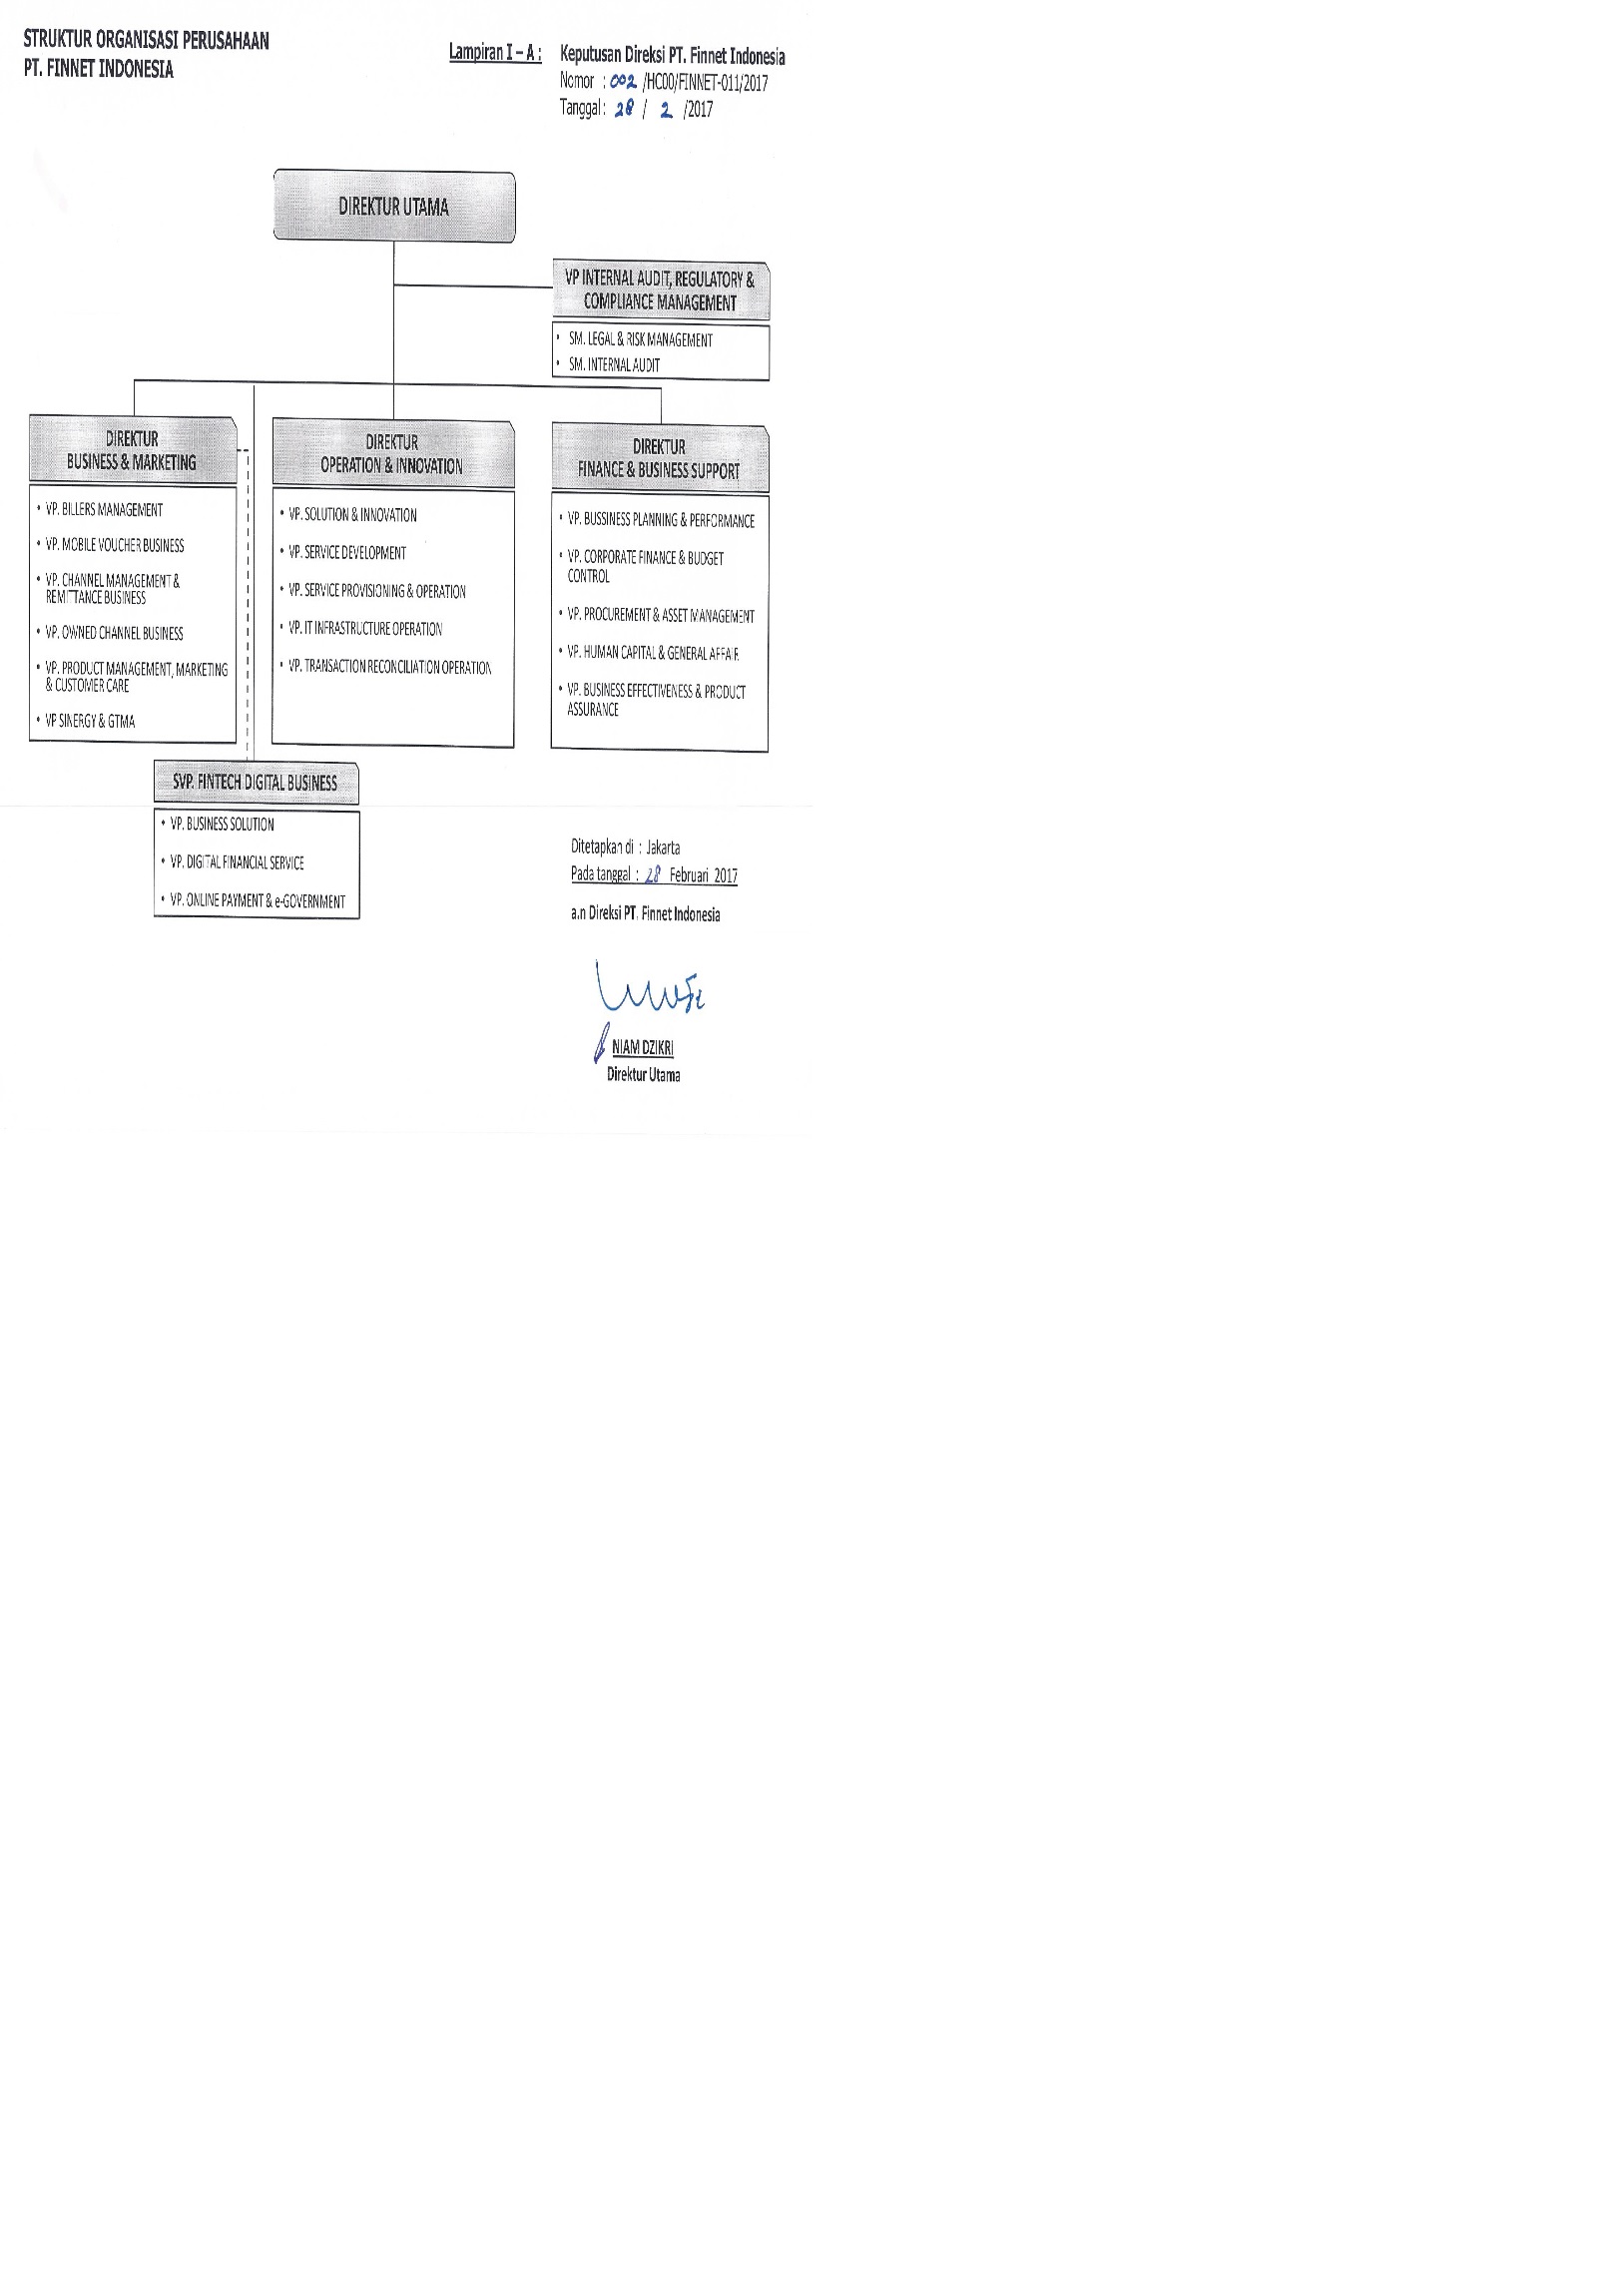 STRUKTUR ORGANISASI PERUSAHAAN
PT. FINNET INDONESIA
Lampiran I – A :
Keputusan Direksi PT. Finnet Indonesia
Nomor : 002 /HC00/FINNET-011/2017
Tanggal : 28 / 2 /2017
DIREKTUR UTAMA
VP INTERNAL AUDIT, REGULATORY &
COMPLIANCE MANAGEMENT
• SM. LEGAL & RISK MANAGEMENT
• SM. INTERNAL AUDIT
DIREKTUR
BUSINESS & MARKETING
• VP. BILLERS MANAGEMENT
• VP. MOBILE VOUCHER BUSINESS
• VP. CHANNEL MANAGEMENT &
REMITTANCE BUSINESS
• VP. OWNED CHANNEL BUSINESS
• VP. PRODUCT MANAGEMENT, MARKETING
& CUSTOMER CARE
• VP SINERGY & GTMA
DIREKTUR
OPERATION & INNOVATION
• VP. SOLUTION & INNOVATION
• VP. SERVICE DEVELOPMENT
• VP. SERVICE PROVISIONING & OPERATION
• VP. IT INFRASTRUCTURE OPERATION
• VP. TRANSACTION RECONCILIATION OPERATION
DIREKTUR
FINANCE & BUSINESS SUPPORT
• VP. BUSSINESS PLANNING & PERFORMANCE
• VP. CORPORATE FINANCE & BUDGET
CONTROL
• VP. PROCUREMENT & ASSET MANAGEMENT
• VP. HUMAN CAPITAL & GENERAL AFFAIR
• VP. BUSINESS EFFECTIVENESS & PRODUCT
ASSURANCE
SVP. FINTECH DIGITAL BUSINESS
• VP. BUSINESS SOLUTION
• VP. DIGITAL FINANCIAL SERVICE
• VP. ONLINE PAYMENT & e-GOVERNMENT
Ditetapkan di : Jakarta
Pada tanggal : 28 Februari 2017
a.n Direksi PT. Finnet Indonesia
NIAM DZIKRI
Direktur Utama